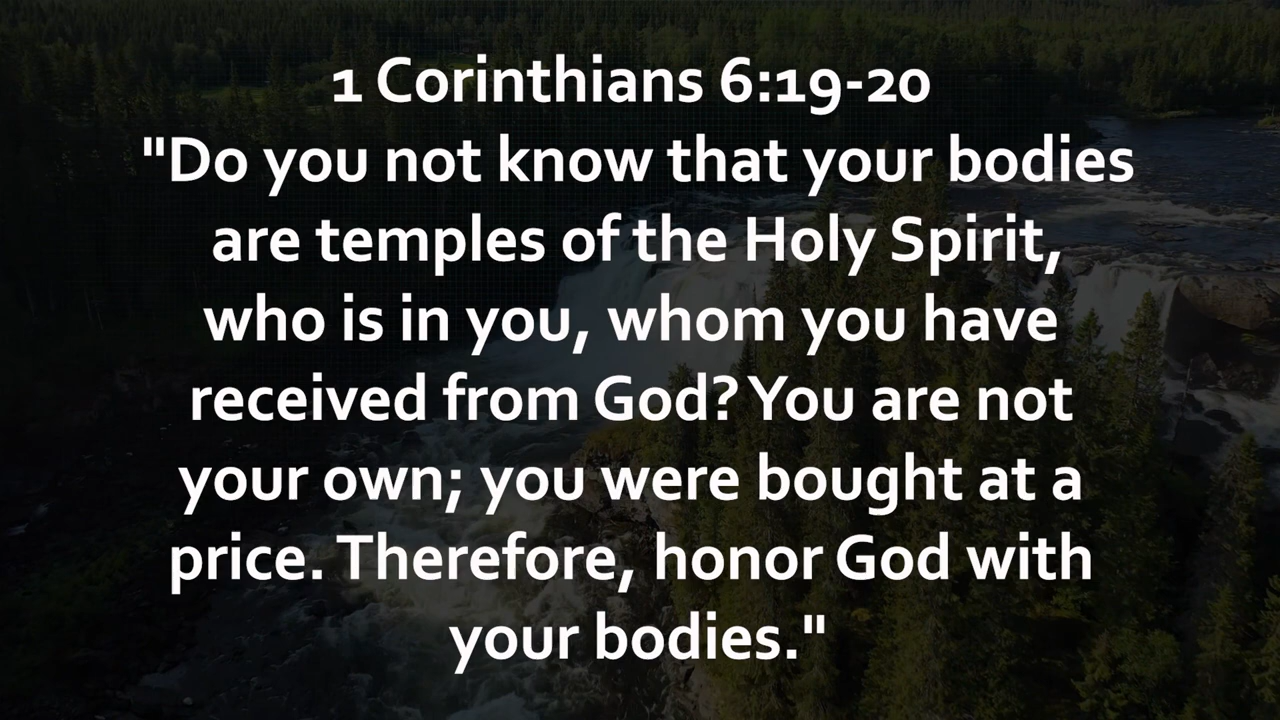 1 Corinthians 6:19-20
"Do you not know that your bodies
are temples of the Holy Spirit,
who is in you, whom you have
received from God? You are not
your own; you were bought at a
price. Therefore, honor God with
your bodies."